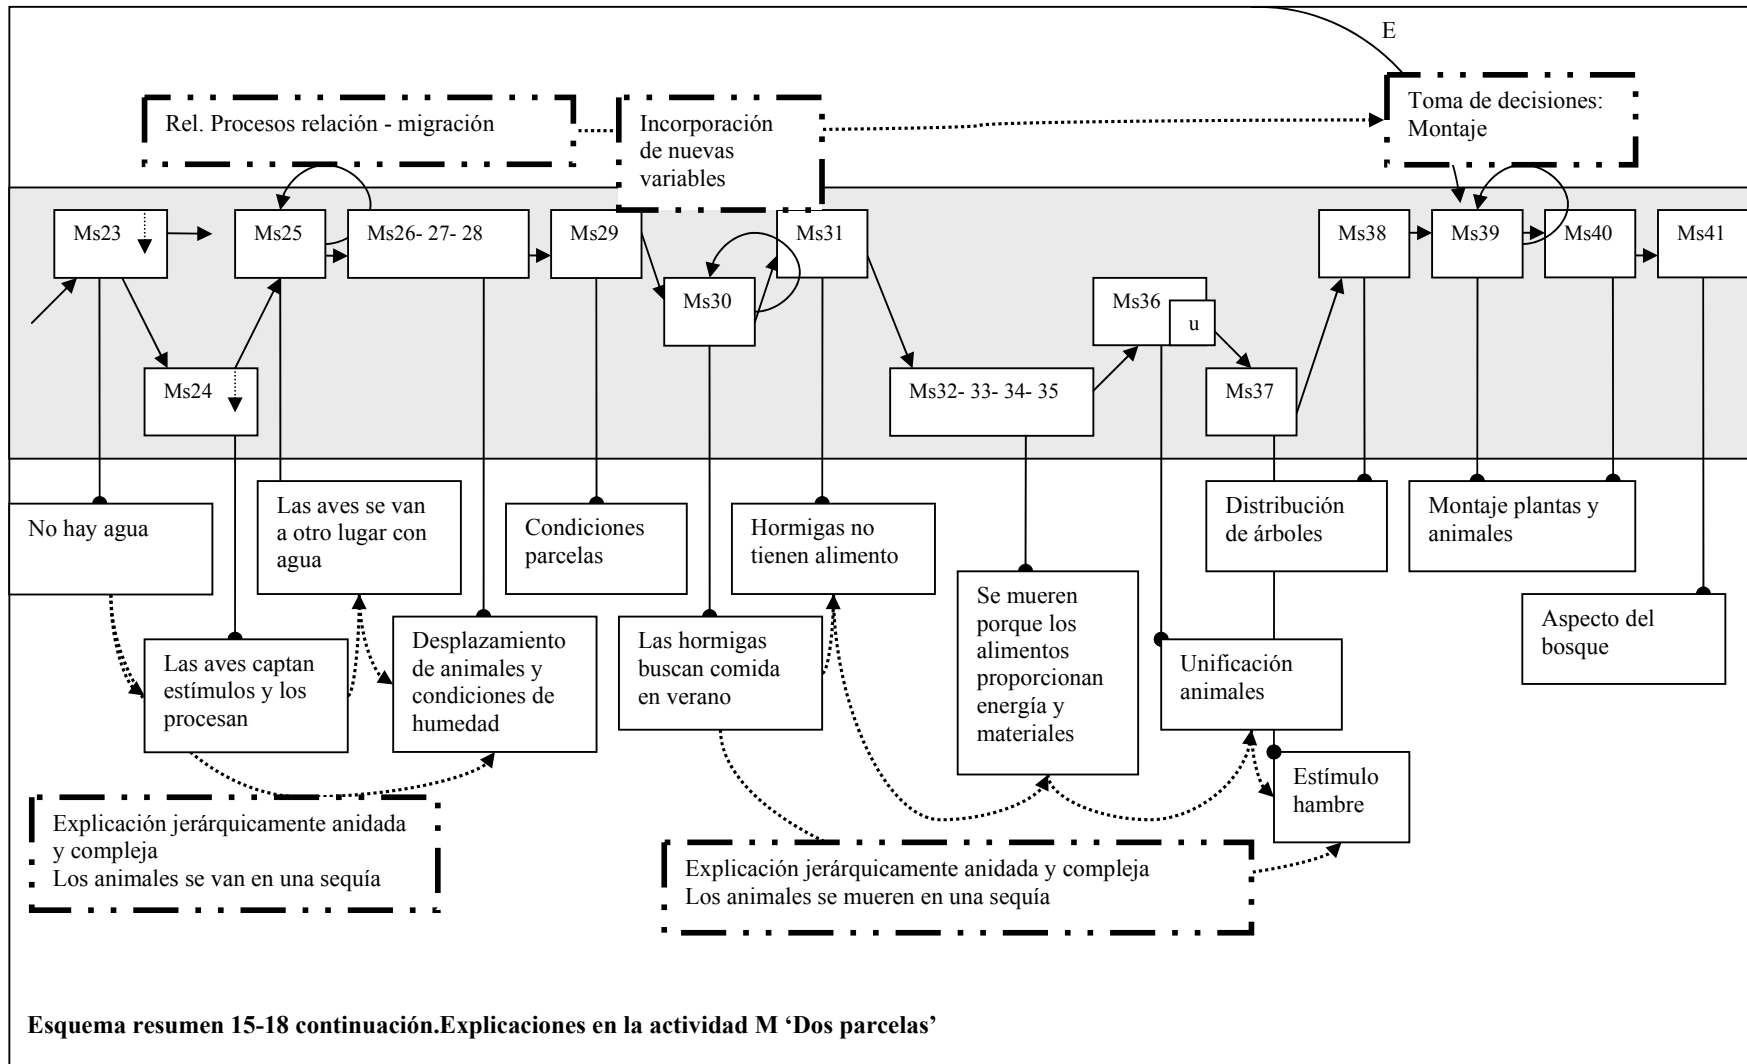 E
Rel. Procesos relación - migración
Incorporación
de nuevas
variables
Toma de decisiones:
Montaje
Ms23
Ms25
Ms26- 27- 28
Ms29
Ms31
Ms38
Ms39
Ms40
Ms41
Ms30
Ms36
u
Ms24
Ms32- 33- 34- 35
Ms37
No hay agua
Las aves se van
a otro lugar con
agua
Condiciones
parcelas
Hormigas no
tienen alimento
Distribución
de árboles
Montaje plantas y
animales
Las aves captan
estímulos y los
procesan
Desplazamiento
de animales y
condiciones de
humedad
Las hormigas
buscan comida
en verano
Se mueren
porque los
alimentos
proporcionan
energía y
materiales
Unificación
animales
Aspecto del
bosque
Estímulo
hambre
Explicación jerárquicamente anidada
y compleja
Los animales se van en una sequía
Explicación jerárquicamente anidada y compleja
Los animales se mueren en una sequía
Esquema resumen 15-18 continuación.Explicaciones en la actividad M ‘Dos parcelas’